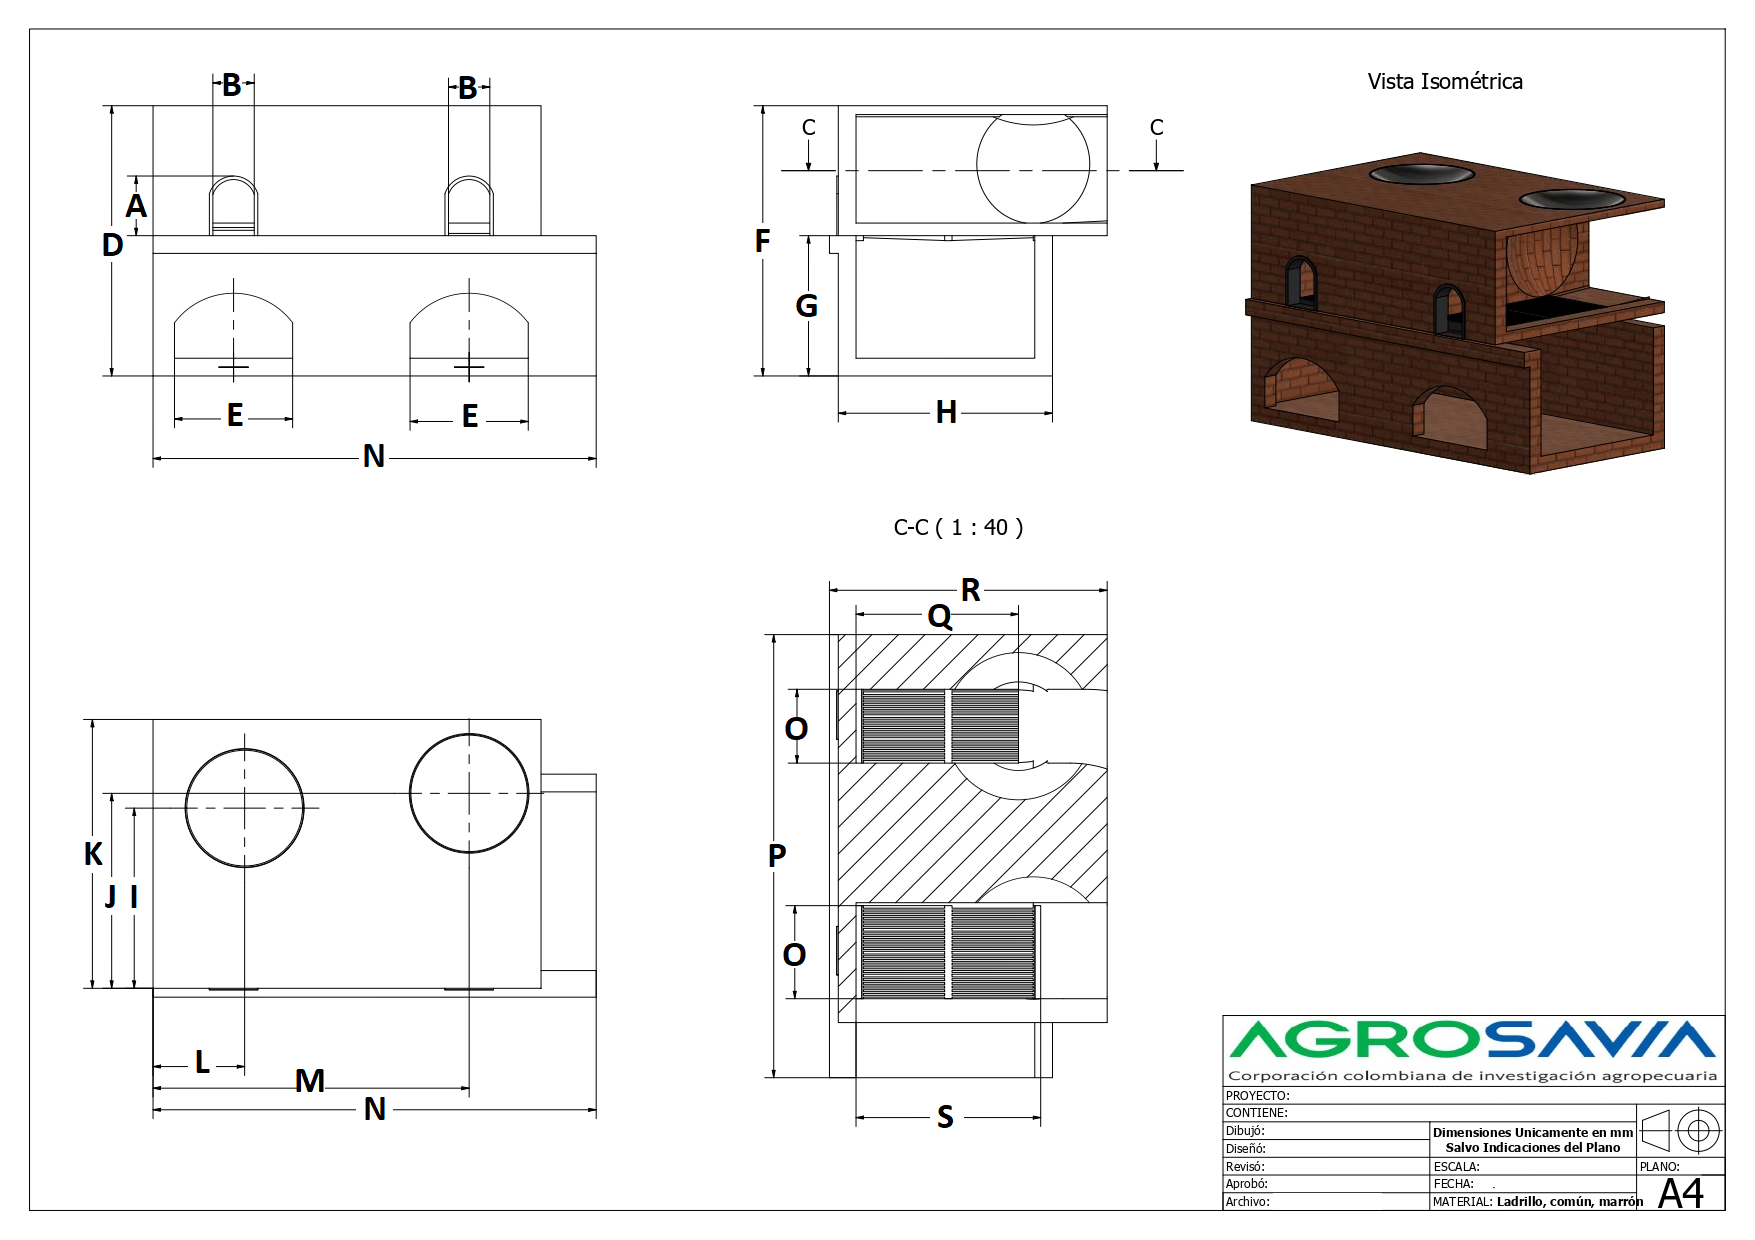 B
B
A
D
E
E
N
C
C
F
G
H
Vista Isométrica
C-C ( 1 : 40 )
R
Q
O
P
O
S
K
J
I
L
M
N
AGROSAVIA
Corporación colombiana de investigación agropecuaria
PROYECTO:
CONTIENE:
Dibujó:
Diseñó:
Dimensiones Unicamente en mm
Salvo Indicaciones del Plano
Revisó:
ESCALA:
PLANO:
Aprobó:
FECHA: .
A4
Archivo:
MATERIAL: Ladrillo, común, marrón